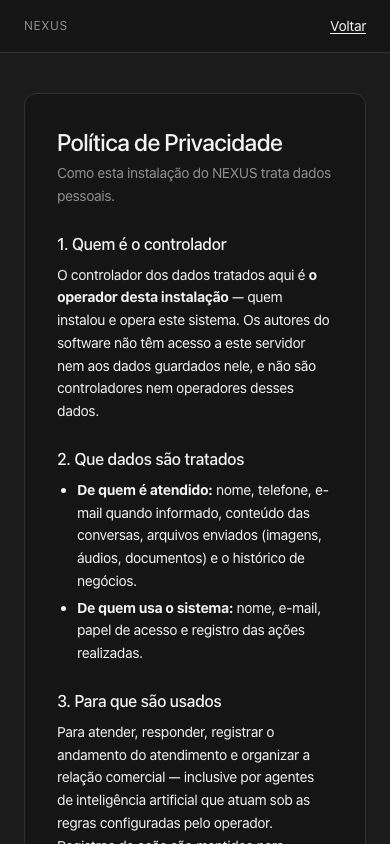 NEXUS
Voltar
Política de Privacidade
Como esta instalação do NEXUS trata dados
pessoais.
1. Quem é o controlador
O controlador dos dados tratados aqui é o
operador desta instalação — quem
instalou e opera este sistema. Os autores do
software não têm acesso a este servidor
nem aos dados guardados nele, e não são
controladores nem operadores desses
dados.
2. Que dados são tratados
• De quem é atendido: nome, telefone, e-
mail quando informado, conteúdo das
conversas, arquivos enviados (imagens,
áudios, documentos) e o histórico de
negócios.
• De quem usa o sistema: nome, e-mail,
papel de acesso e registro das ações
realizadas.
3. Para que são usados
Para atender, responder, registrar o
andamento do atendimento e organizar a
relação comercial — inclusive por agentes
de inteligência artificial que atuam sob as
regras configuradas pelo operador.